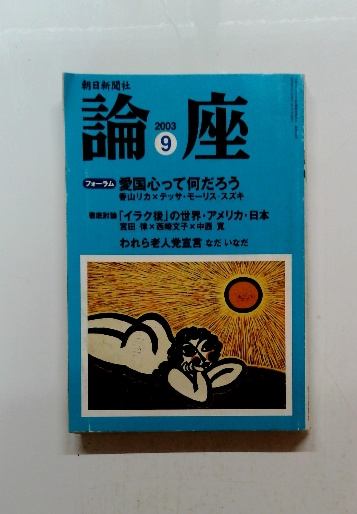 朝日新聞社
論座
2003
9
フォーラム 愛国心って何だろう
香山リカ×テッサ・モーリス-スズキ
徹底討論 「イラク後」の世界・アメリカ・日本
宮田 律×西崎文子×中西 寛
われら老人党宣言 なだ いなだ